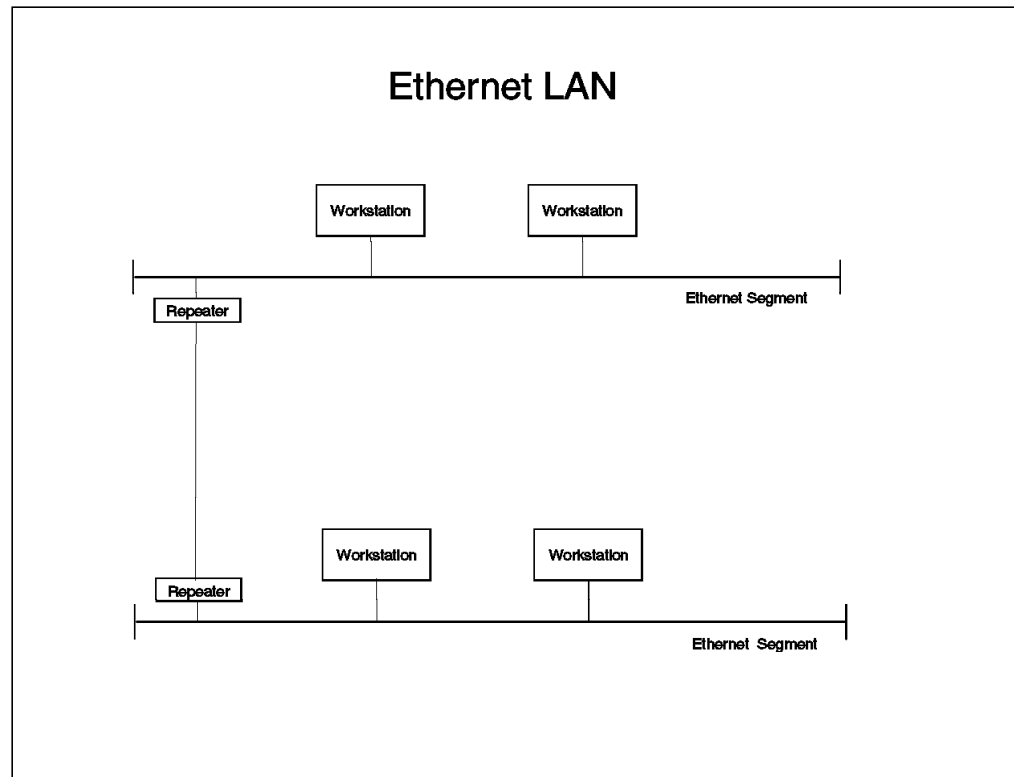 Ethernet LAN
Workstation
Workstation
Ethernet Segment
Repeater
Workstation
Workstation
Repeater
Ethernet Segment